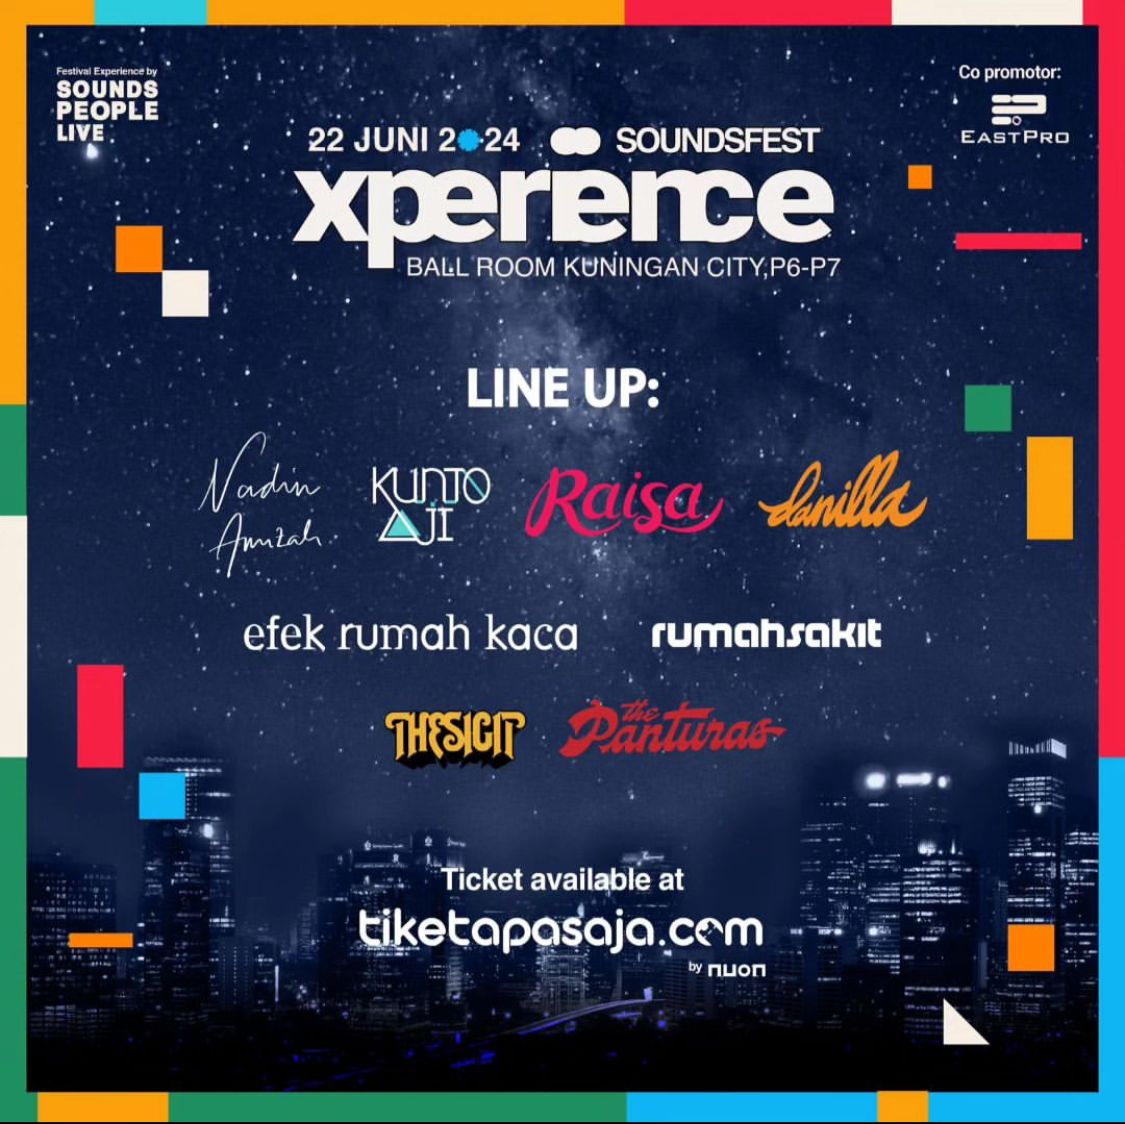 Festival Experience by
SOUNDS
PEOPLE
LIVE
Co promotor:
EASTPRO
22 JUNI 2024 SOUNDSFEST
xperience
BALL ROOM KUNINGAN CITY,P6-P7
LINE UP:
Nadin
Amizah
KUNTO
AJI
Raisa
danilla
efek rumah kaca
rumahsakit
THE SIGIT
the
Panturas
Ticket available at
tiketapasaja.com
by nuon